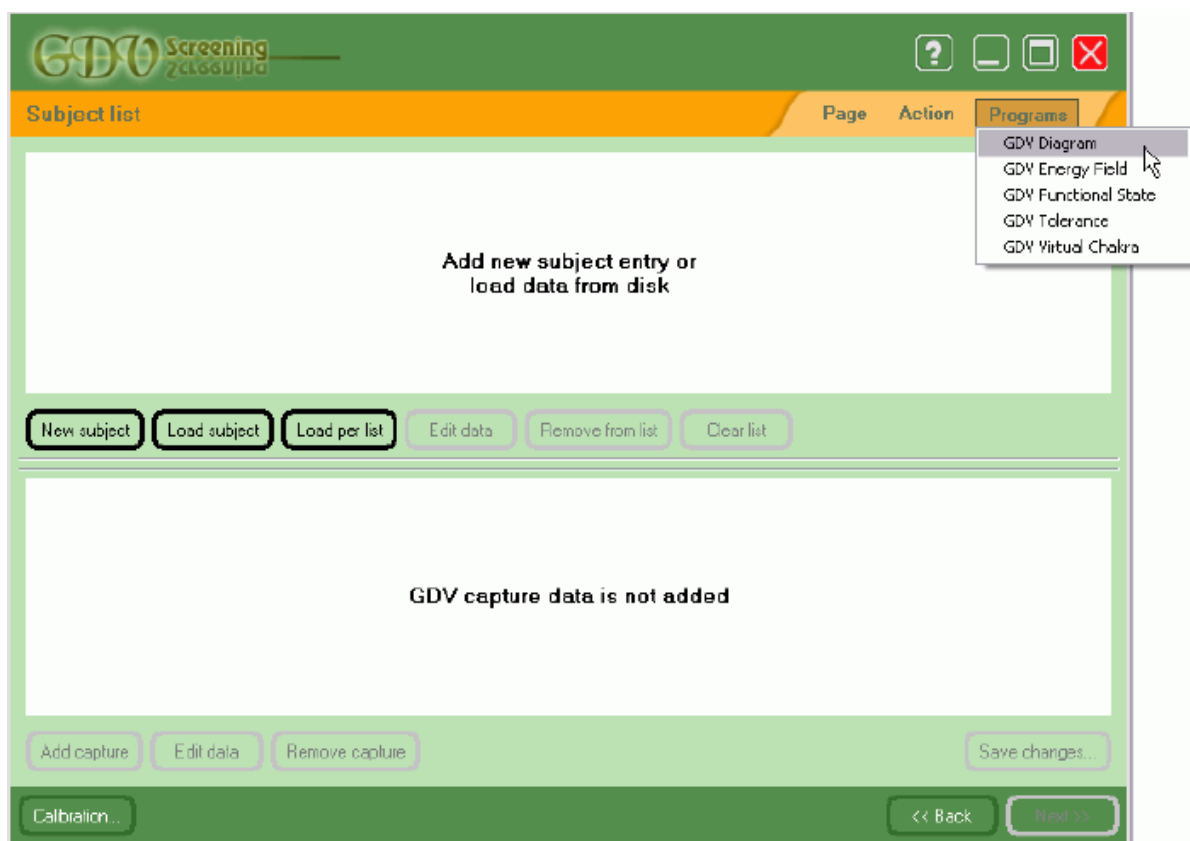 GDV Screening
?
Subject list
Page Action Programs
GDV Diagram
GDV Energy Field
GDV Functional State
GDV Tolerance
GDV Virtual Chakra
Add new subject entry or
load data from disk
New subject Load subject Load per list Edit data Remove from list Clear list
GDV capture data is not added
Add capture Edit data Remove capture Save changes...
Calbration... << Back Next >>